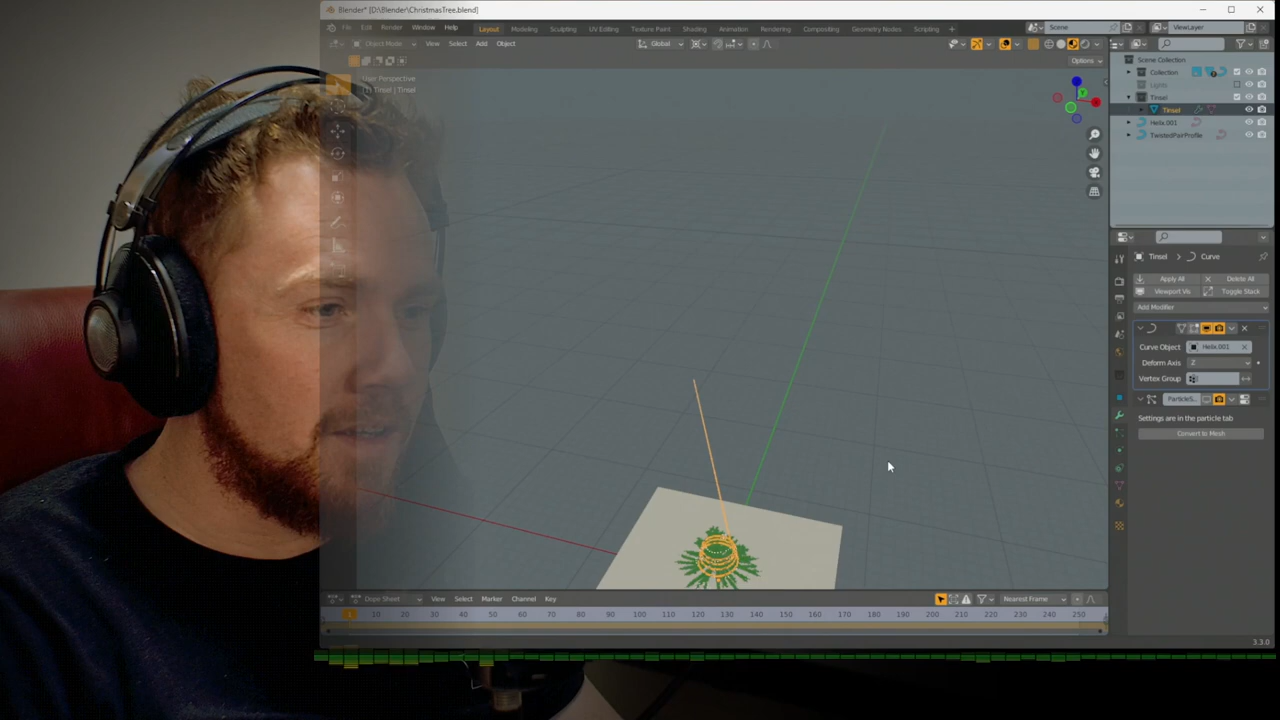 Blender* [D:\Blender\ChristmasTree.blend]
File Edit Render Window Help Layout Modeling Sculpting UV Editing Texture Paint Shading Animation Rendering Compositing Geometry Nodes Scripting + Scene ViewLayer
Object Mode View Select Add Object Global
Options
User Perspective
(1) Tinsel | Tinsel
Scene Collection
Collection
Lights
Tinsel
Tinsel
Helix.001
TwistedPairProfile
Tinsel > Curve
Apply All Delete All
Viewport Vis Toggle Stack
Add Modifier
Curve Object Helix.001
Deform Axis Z
Vertex Group
ParticleS...
Settings are in the particle tab
Convert to Mesh
Dope Sheet View Select Marker Channel Key Nearest Frame
1 10 20 30 40 50 60 70 80 90 100 110 120 130 140 150 160 170 180 190 200 210 220 230 240 250
3.3.0